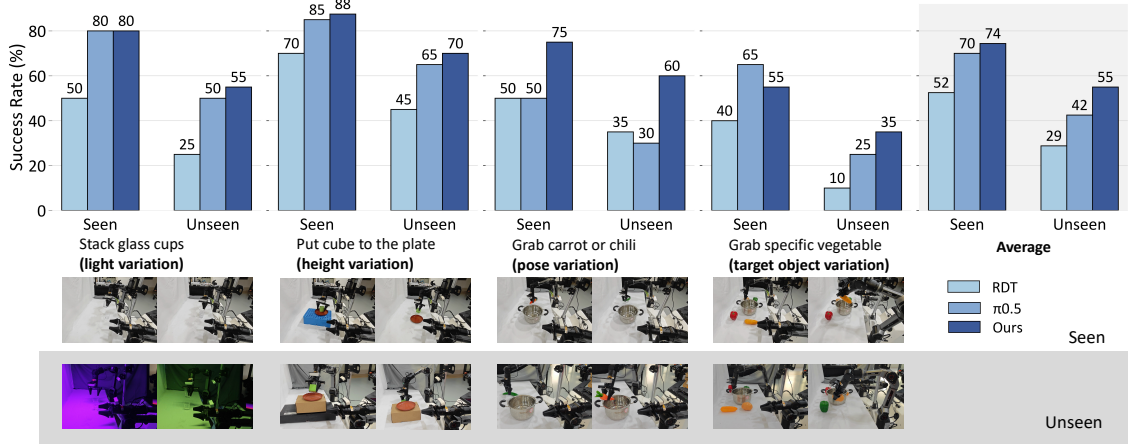 Success Rate (%)
80
60
40
20
0
50
80
80
25
50
55
Seen
Unseen
Stack glass cups
(light variation)
70
85
88
45
65
70
Seen
Unseen
Put cube to the plate
(height variation)
50
50
75
35
30
60
Seen
Unseen
Grab carrot or chili
(pose variation)
40
65
55
10
25
35
Seen
Unseen
Grab specific vegetable
(target object variation)
52
70
74
29
42
55
Seen
Unseen
Average
RDT
π0.5
Ours
Seen
Unseen